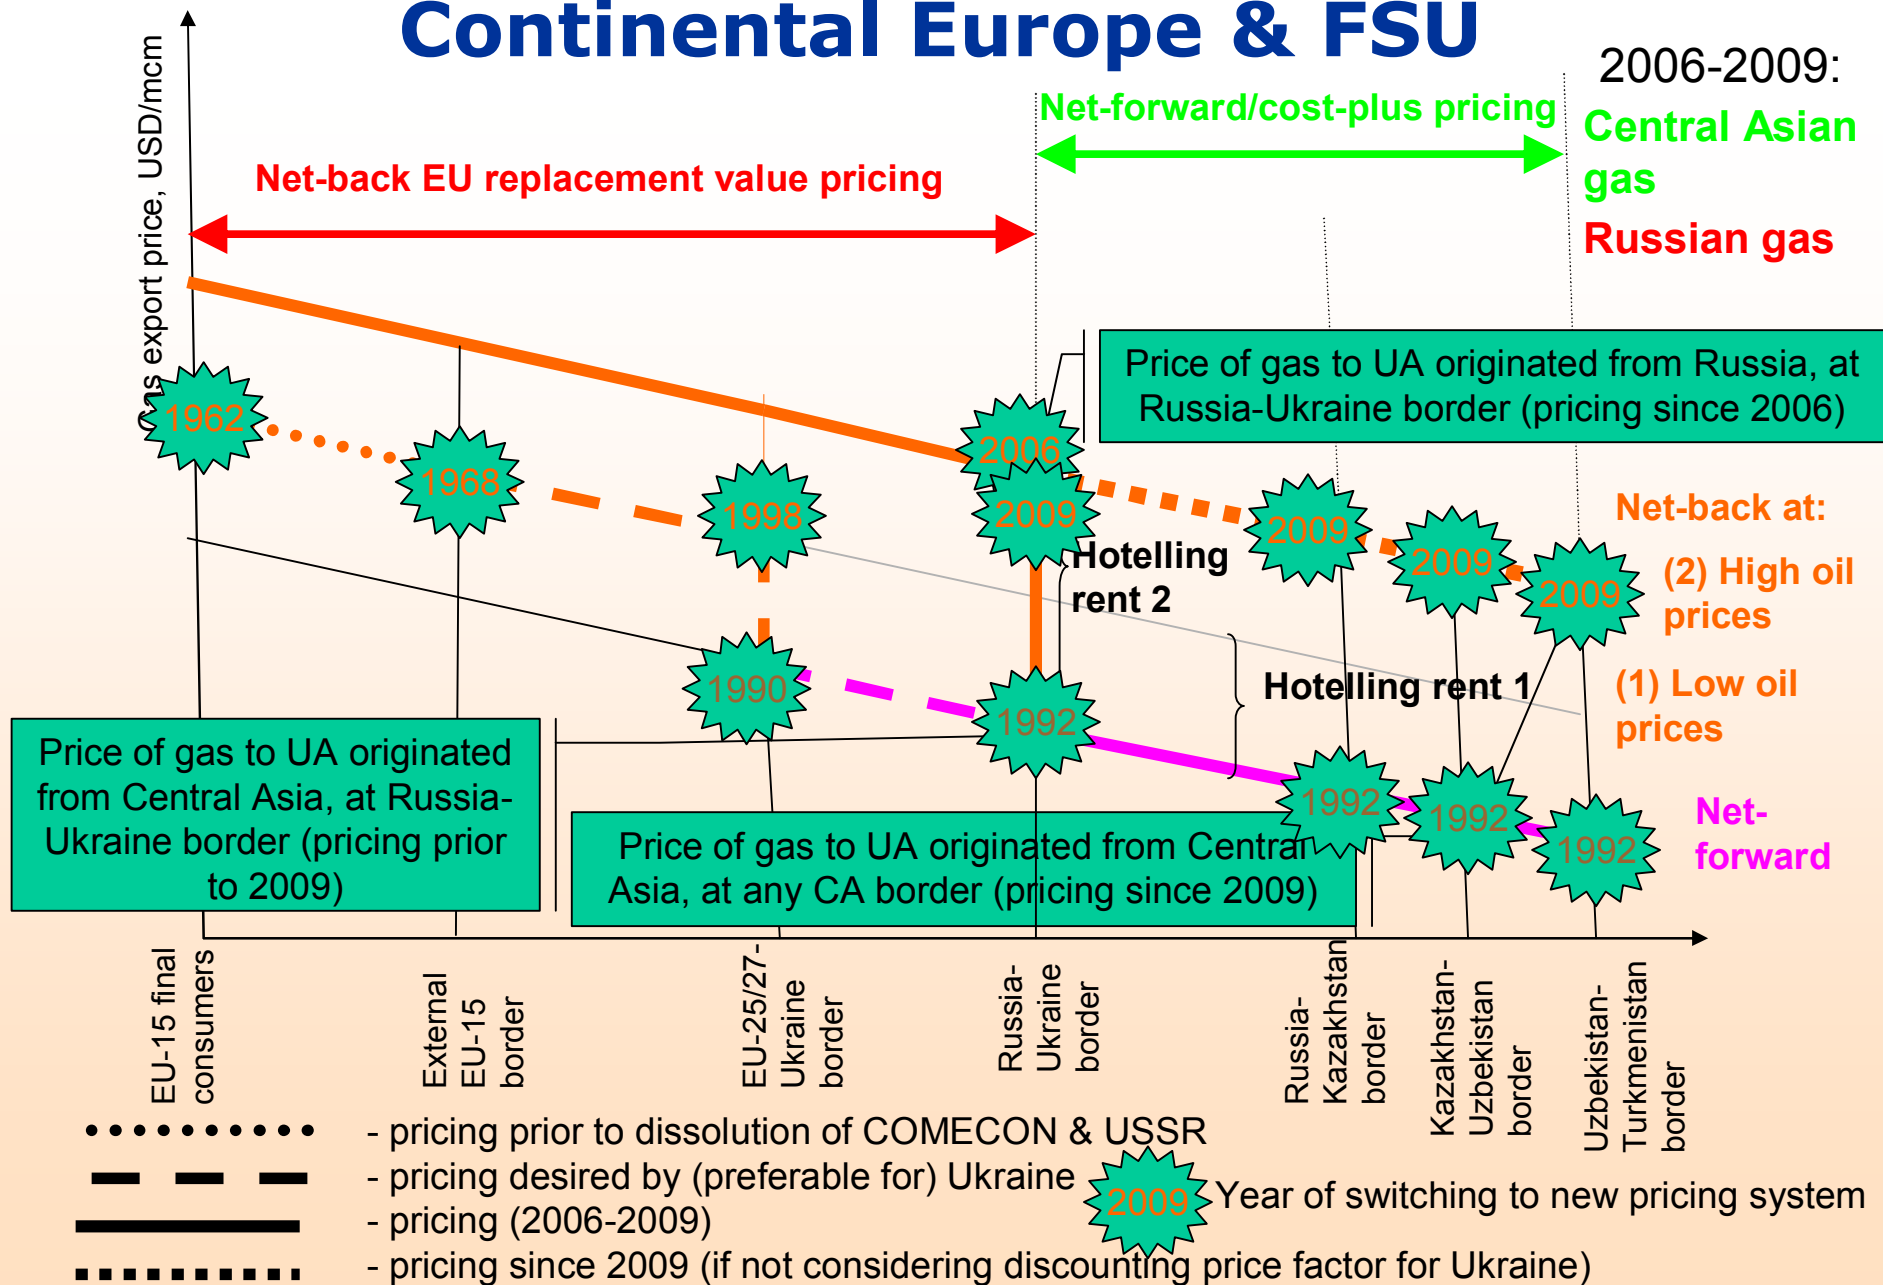 Continental Europe & FSU
Gas export price, USD/mcm
2006-2009:
Central Asian
gas
Russian gas
Net-forward/cost-plus pricing
Net-back EU replacement value pricing
Price of gas to UA originated from Russia, at
Russia-Ukraine border (pricing since 2006)
1962
1968
1998
2006
2009
2009
2009
2009
Net-back at:
(2) High oil
prices
(1) Low oil
prices
Hotelling
rent 2
Hotelling rent 1
1990
1992
1992
1992
1992
Net-
forward
Price of gas to UA originated
from Central Asia, at Russia-
Ukraine border (pricing prior
to 2009)
Price of gas to UA originated from Central
Asia, at any CA border (pricing since 2009)
EU-15 final
consumers
External
EU-15
border
EU-25/27-
Ukraine
border
Russia-
Ukraine
border
Russia-
Kazakhstan
border
Kazakhstan-
Uzbekistan
border
Uzbekistan-
Turkmenistan
border
- pricing prior to dissolution of COMECON & USSR
- pricing desired by (preferable for) Ukraine
- pricing (2006-2009)
- pricing since 2009 (if not considering discounting price factor for Ukraine)
2009
Year of switching to new pricing system